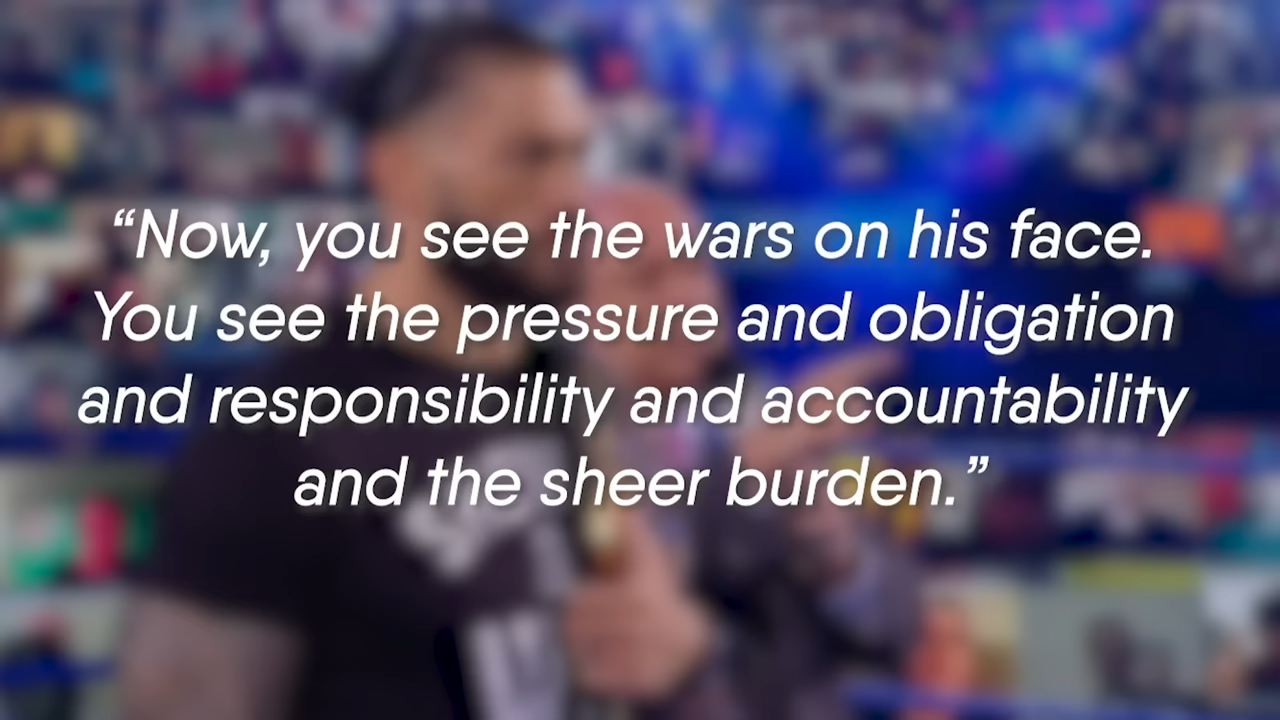 “Now, you see the wars on his face.
You see the pressure and obligation
and responsibility and accountability
and the sheer burden.”